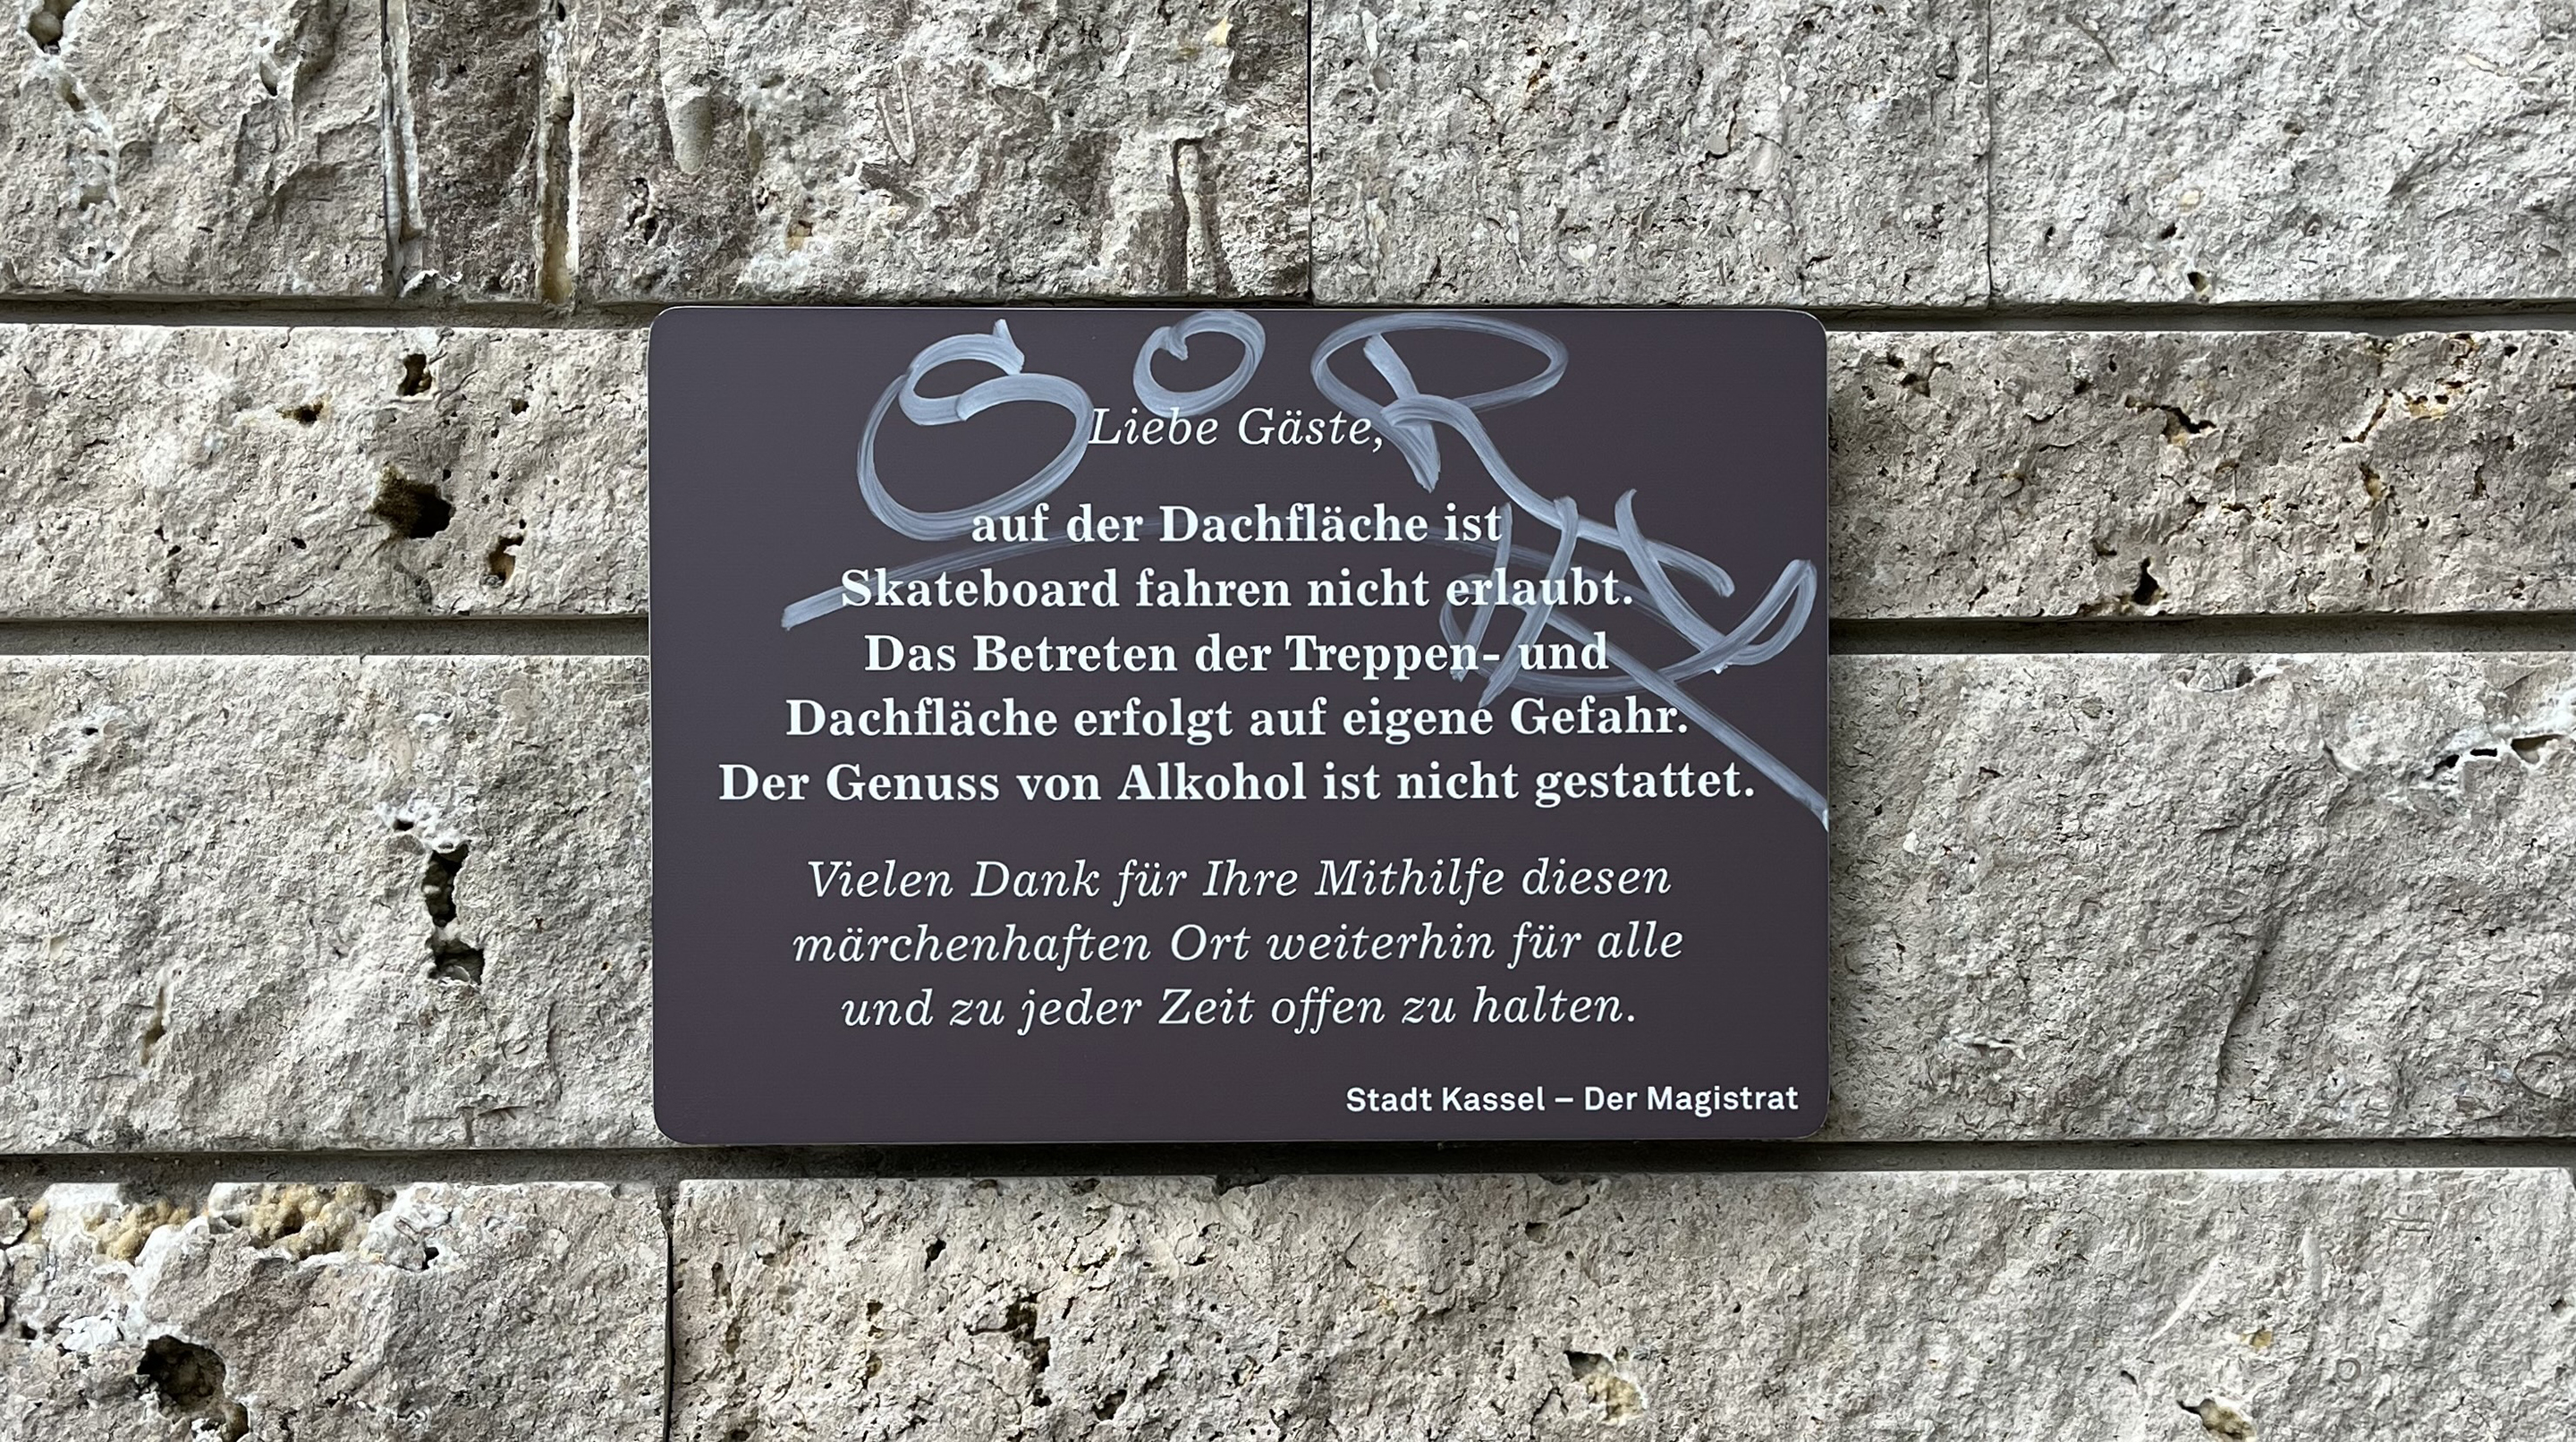 Liebe Gäste,
auf der Dachfläche ist
Skateboard fahren nicht erlaubt.
Das Betreten der Treppen- und
Dachfläche erfolgt auf eigene Gefahr.
Der Genuss von Alkohol ist nicht gestattet.
Vielen Dank für Ihre Mithilfe diesen
märchenhaften Ort weiterhin für alle
und zu jeder Zeit offen zu halten.
Stadt Kassel – Der Magistrat